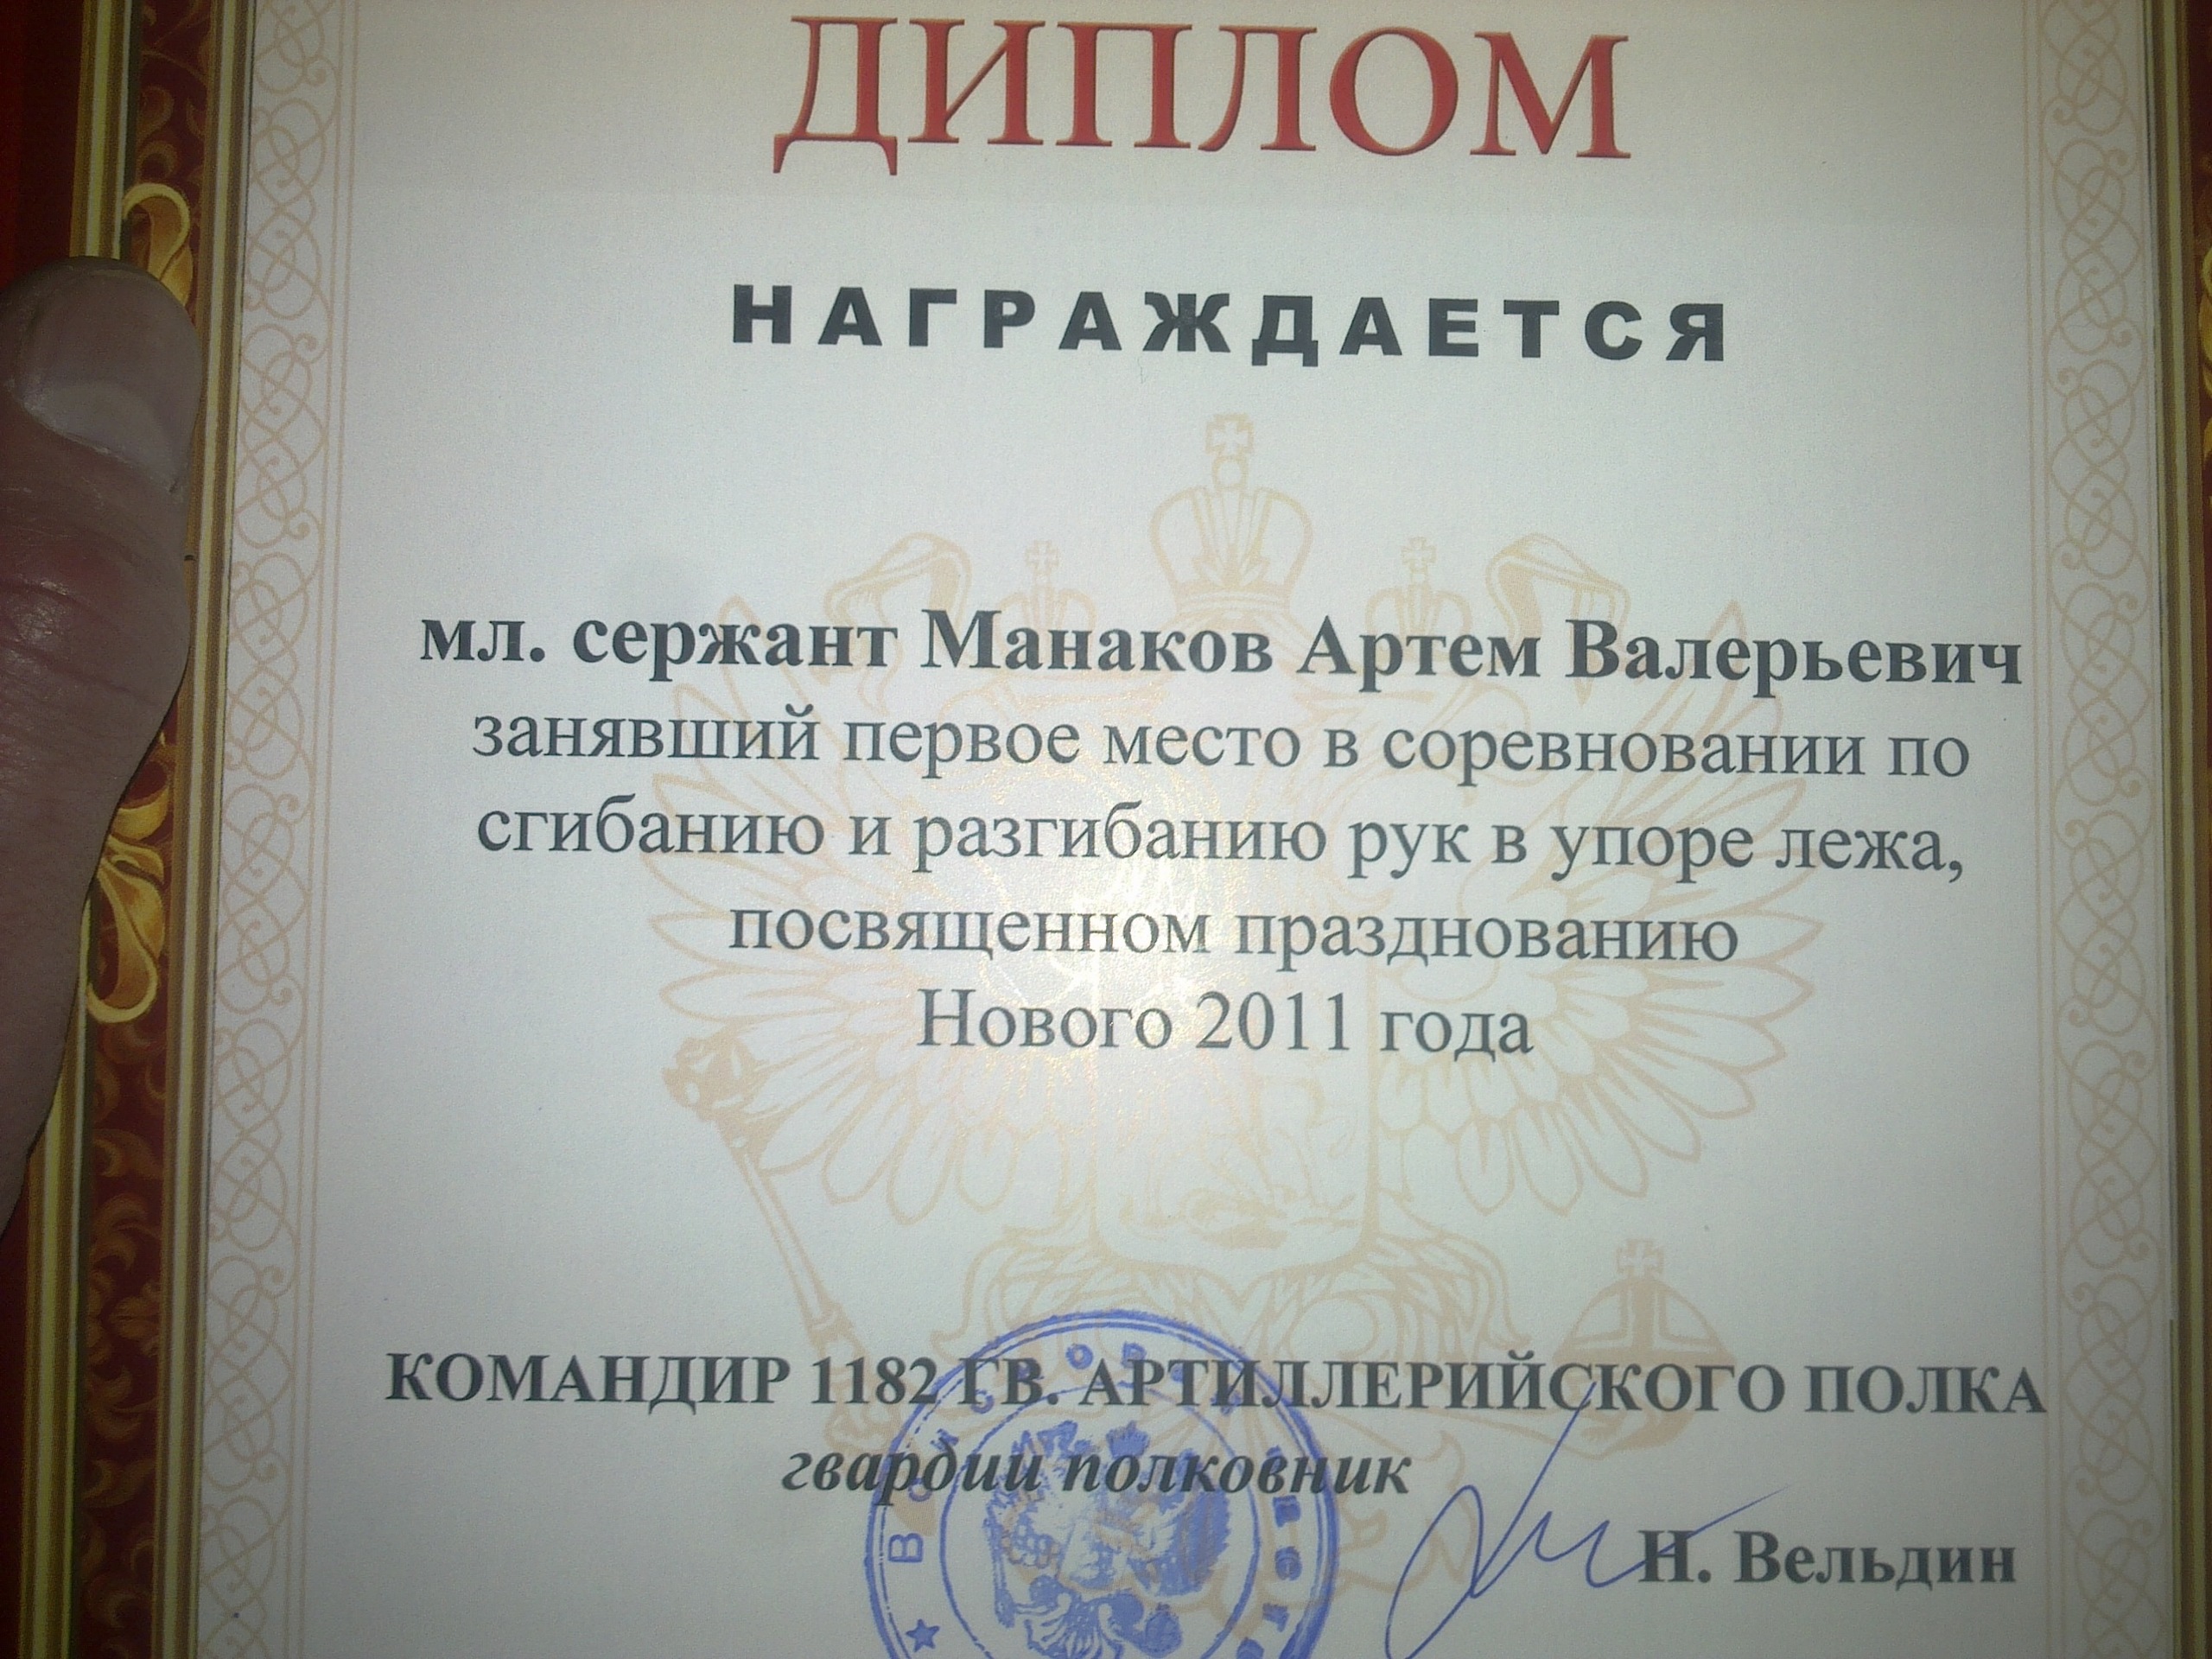 ДИПЛОМ
НАГРАЖДАЕТСЯ
мл. сержант Манаков Артем Валерьевич
занявший первое место в соревновании по
сгибанию и разгибанию рук в упоре лежа,
посвященном празднованию
Нового 2011 года
КОМАНДИР 1182 ГВ. АРТИЛЛЕРИЙСКОГО ПОЛКА
гвардии полковник
Н. Вельдин